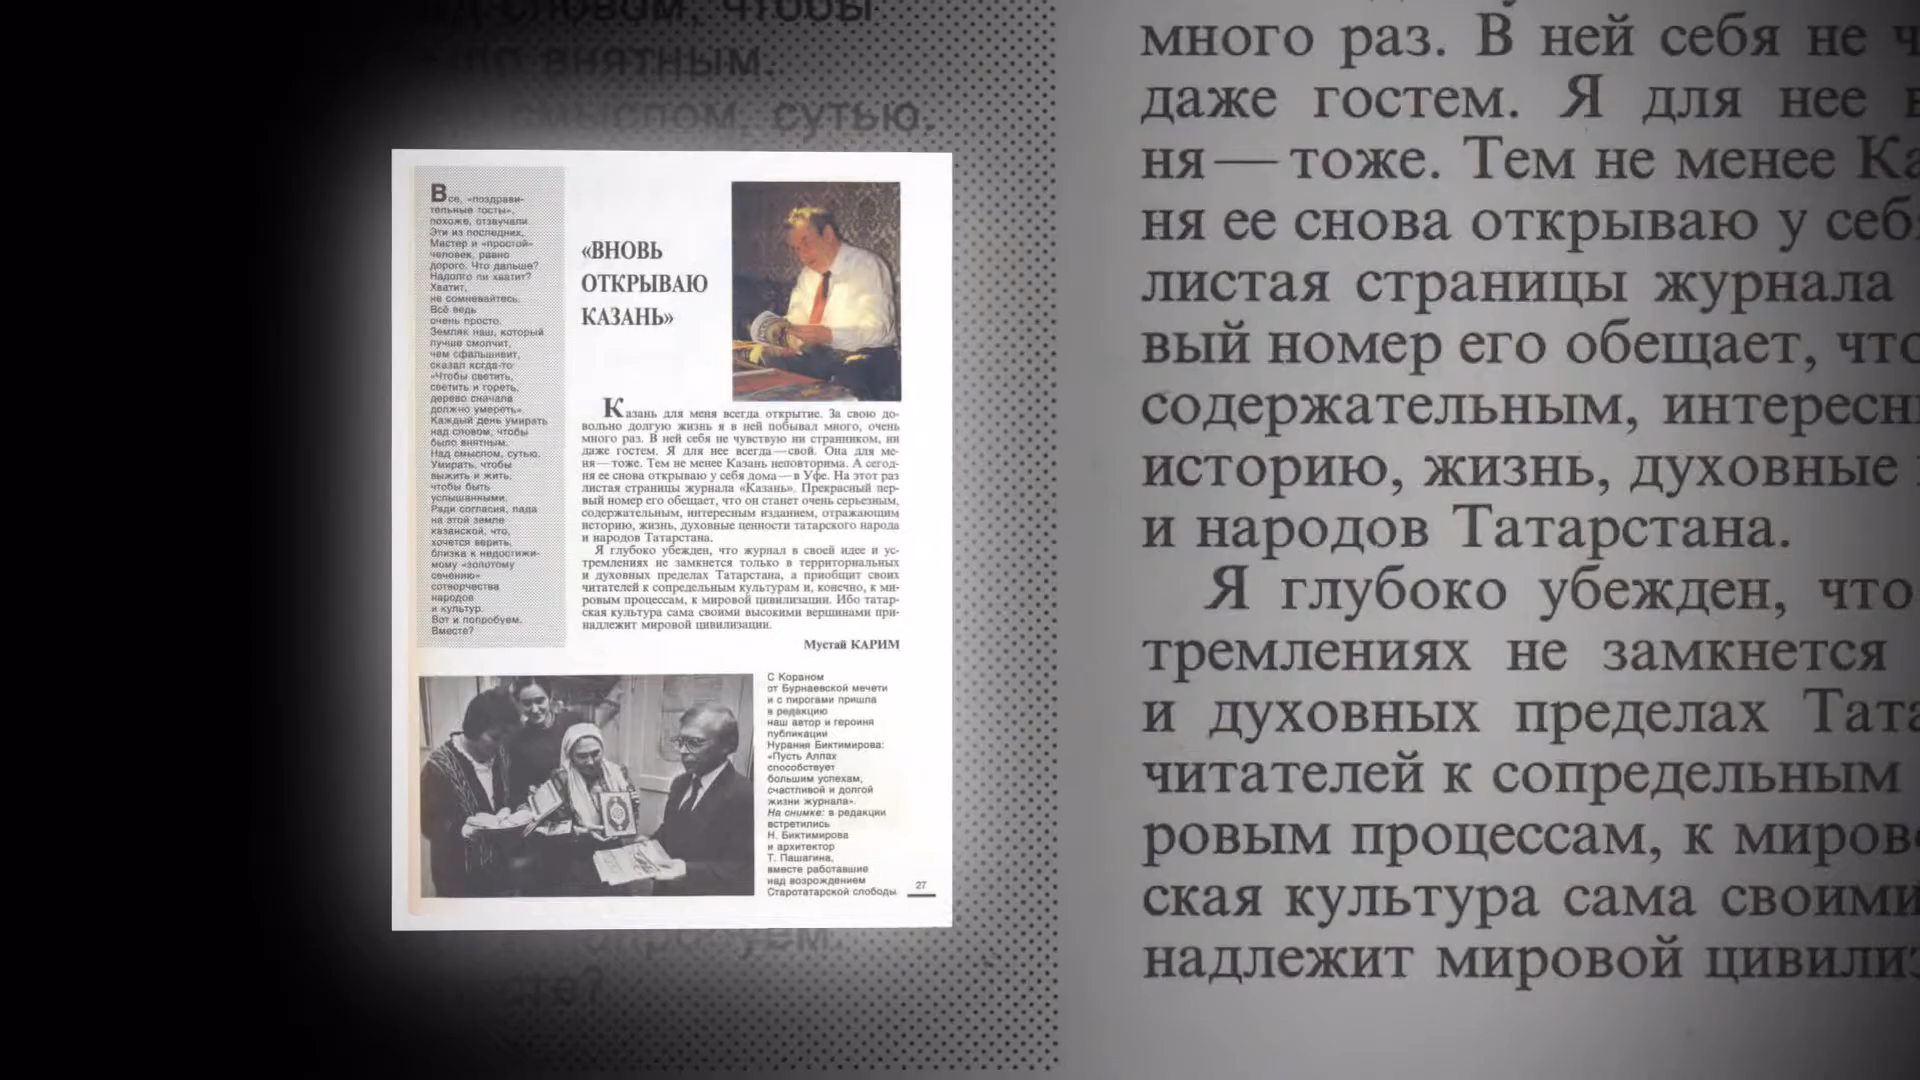 Все, «поздрави-
тельные тосты»,
похоже, отзвучали.
Эти из последних.
Мастер и «простой»
человек, равно
дорого. Что дальше?
Надолго ли хватит?
Хватит,
не сомневайтесь.
Всё ведь
очень просто.
Земляк наш, который
лучше смолчит,
чем сфальшивит,
сказал когда-то
«Чтобы светить,
светить и гореть,
дерево сначала
должно умереть».
Каждый день умирать
над словом, чтобы
было внятным.
Над смыслом, сутью.
Умирать, чтобы
выжить и жить,
чтобы быть
услышанными.
Ради согласия, лада
на этой земле
казанской, что,
хочется верить,
близка к недостижи-
мому «золотому
сечению»
сотворчества
народов
и культур.
Вот и попробуем.
Вместе?
«ВНОВЬ
ОТКРЫВАЮ
КАЗАНЬ»
Казань для меня всегда открытие. За свою до-
вольно долгую жизнь я в ней побывал много, очень
много раз. В ней себя не чувствую ни странником, ни
даже гостем. Я для нее всегда — свой. Она для ме-
ня — тоже. Тем не менее Казань неповторима. А сегод-
ня ее снова открываю у себя дома — в Уфе. На этот раз
листая страницы журнала «Казань». Прекрасный пер-
вый номер его обещает, что он станет очень серьезным,
содержательным, интересным изданием, отражающим
историю, жизнь, духовные ценности татарского народа
и народов Татарстана.
Я глубоко убежден, что журнал в своей идее и ус-
тремлениях не замкнется только в территориальных
и духовных пределах Татарстана, а приобщит своих
читателей к сопредельным культурам и, конечно, к ми-
ровым процессам, к мировой цивилизации. Ибо татар-
ская культура сама своими высокими вершинами при-
надлежит мировой цивилизации.
Мустай КАРИМ
С Кораном
от Бурнаевской мечети
и с пирогами пришла
в редакцию
наш автор и героиня
публикации
Нурания Биктимирова:
«Пусть Аллах
способствует
большим успехам,
счастливой и долгой
жизни журнала».
На снимке: в редакции
встретились
Н. Биктимирова
и архитектор
Т. Пашагина,
вместе работавшие
над возрождением
Старотатарской слободы
27
словом, чтобы
внятным.
смыслом, сутью.
много раз. В ней себя не
даже гостем. Я для нее
ня — тоже. Тем не менее
ня ее снова открываю у
листая страницы журнала
вый номер его обещает,
содержательным,
историю, жизнь, духовные
и народов Татарстана.
Я глубоко убежден, что
тремлениях не замкнется
и духовных пределах
читателей к сопредельным
ровым процессам, к
ская культура сама своими
надлежит мировой